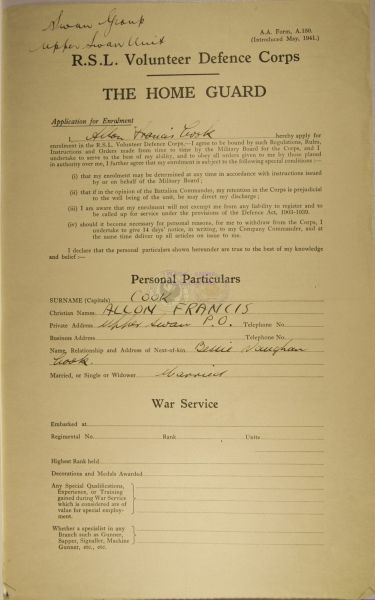 Swan Group
Upper Swan Unit
A.A. Form, A.150.
(Introduced May, 1941.)
R.S.L. Volunteer Defence Corps
THE HOME GUARD
Application for Enrolment
I, Allon Francis Cook hereby apply for
enrolment in the R.S.L. Volunteer Defence Corps,—I agree to be bound by such Regulations, Rules,
Instructions and Orders made from time to time by the Military Board for the Corps, and I
undertake to serve to the best of my ability, and to obey all orders given to me by those placed
in authority over me, I further agree that my enrolment is subject to the following special conditions :—
(i) that my enrolment may be determined at any time in accordance with instructions issued
by or on behalf of the Military Board ;
(ii) that if in the opinion of the Battalion Commander, my retention in the Corps is prejudicial
to the well being of the unit, he may direct my discharge ;
(iii) I am aware that my enrolment will not exempt me from any liability to register and to
be called up for service under the provisions of the Defence Act, 1903-1939.
(iv) should it become necessary for personal reasons, for me to withdraw from the Corps, I
undertake to give 14 days' notice, in writing, to my Company Commander, and at
the same time deliver up all articles on issue to me.
I declare that the personal particulars shown hereunder are true to the best of my knowledge
and belief :—
Personal Particulars
SURNAME (Capitals) COOK
Christian Names ALLON FRANCIS
Private Address Upper Swan P.O. Telephone No.
Business Address Telephone No.
Name, Relationship and Address of Next-of-kin Bessie Vaughan
Cook.
Married, or Single or Widower Married
War Service
Embarked at
Regimental No. Rank Units
Highest Rank held
Decorations and Medals Awarded
Any Special Qualifications,
Experience, or Training
gained during War Service
which is considered are of
value for special employ-
ment.
Whether a specialist in any
Branch such as Gunner,
Sapper, Signaller, Machine
Gunner, etc., etc.